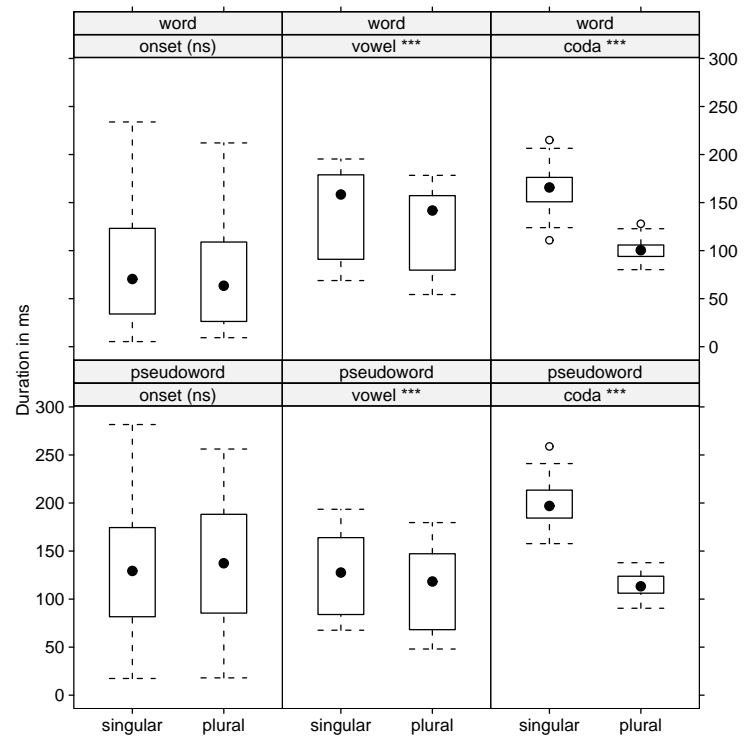 word word word
onset (ns) vowel *** coda ***
300
250
200
150
100
50
0
Duration in ms
pseudoword pseudoword pseudoword
onset (ns) vowel *** coda ***
300
250
200
150
100
50
0
singular plural singular plural singular plural